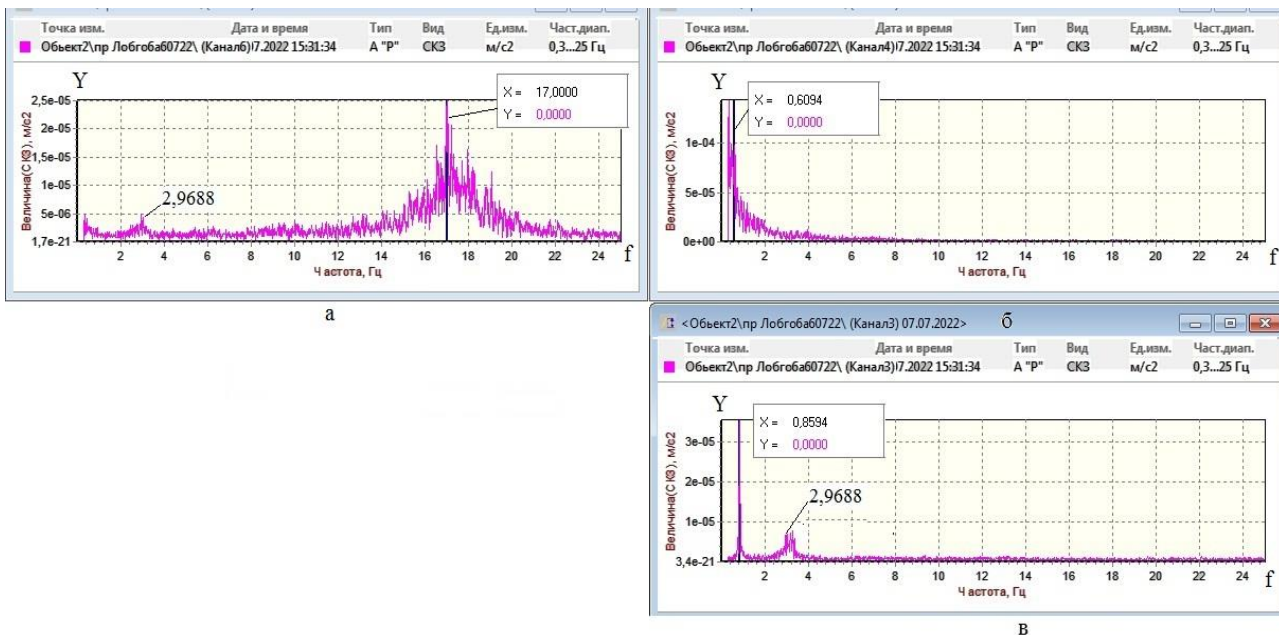 Точка изм. Дата и время Тип Вид Ед.изм. Част.диап.
Обьект2\пр Лобгоба60722\ (Канал6))7.2022 15:31:34 А "Р" СКЗ м/с2 0,3...25 Гц
Y
X = 17,0000
Y = 0,0000
2,5e-05
2e-05
1,5e-05
1e-05
5e-06
1,7e-21
Величина(СКЗ), м/с2
2,9688
2 4 6 8 10 12 14 16 18 20 22 24 f
Частота, Гц
а
Точка изм. Дата и время Тип Вид Ед.изм. Част.диап.
Обьект2\пр Лобгоба60722\ (Канал4))7.2022 15:31:34 А "Р" СКЗ м/с2 0,3...25 Гц
Y
X = 0,6094
Y = 0,0000
1e-04
5e-05
0e+00
Величина(СКЗ), м/с2
2 4 6 8 10 12 14 16 18 20 22 24 f
Частота, Гц
<Обьект2\пр Лобгоба60722\ (Канал3) 07.07.2022> б
Точка изм. Дата и время Тип Вид Ед.изм. Част.диап.
Обьект2\пр Лобгоба60722\ (Канал3))7.2022 15:31:34 А "Р" СКЗ м/с2 0,3...25 Гц
Y
X = 0,8594
Y = 0,0000
3e-05
2e-05
1e-05
3,4e-21
Величина(СКЗ), м/с2
2,9688
2 4 6 8 10 12 14 16 18 20 22 24 f
Частота, Гц
в